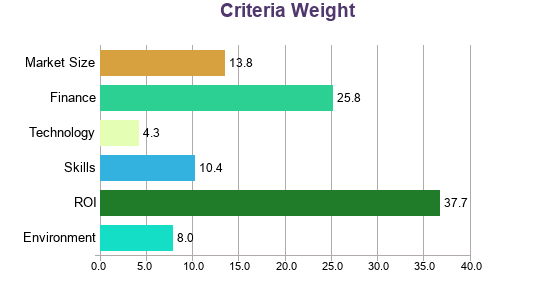 Criteria Weight
Market Size 13.8
Finance 25.8
Technology 4.3
Skills 10.4
ROI 37.7
Environment 8.0
0.0 5.0 10.0 15.0 20.0 25.0 30.0 35.0 40.0